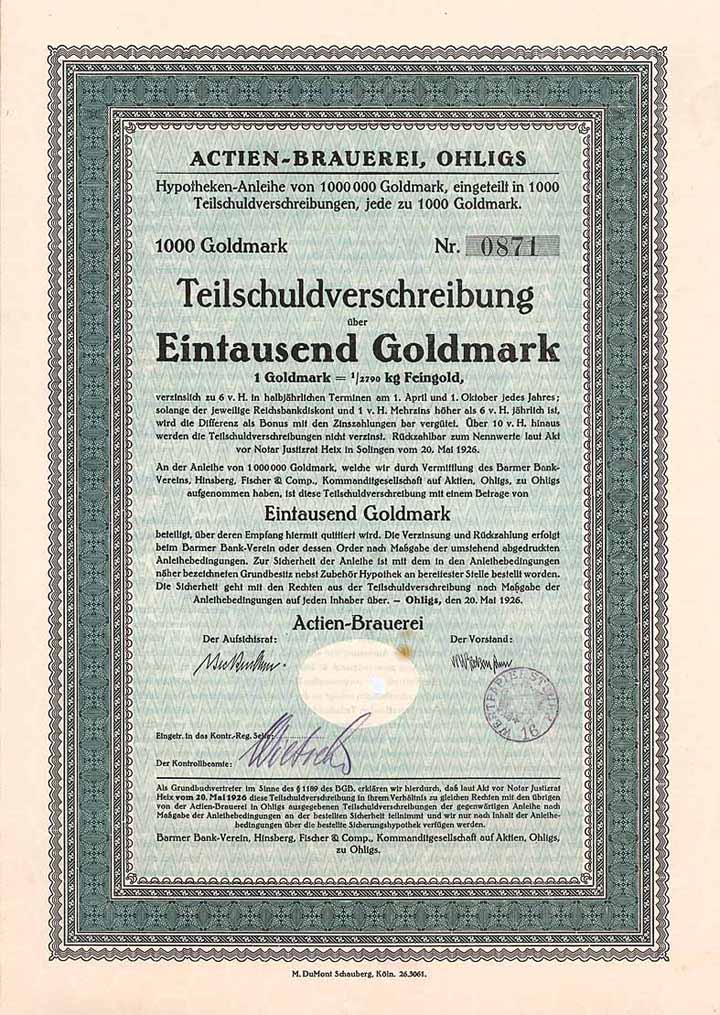 ACTIEN-BRAUEREI, OHLIGS
Hypotheken-Anleihe von 1000 000 Goldmark, eingeteilt in 1000
Teilschuldverschreibungen, jede zu 1000 Goldmark.
1000 Goldmark Nr. 0871
Teilschuldverschreibung
über
Eintausend Goldmark
1 Goldmark = 1/2790 kg Feingold,
verzinslich zu 6 v. H. in halbjährlichen Terminen am 1. April und 1. Oktober jedes Jahres;
solange der jeweilige Reichsbankdiskont und 1 v. H. Mehrzins höher als 6 v. H. jährlich ist,
wird die Differenz als Bonus mit den Zinszahlungen bar vergütet. Über 10 v. H. hinaus
werden die Teilschuldverschreibungen nicht verzinst. Rückzahlbar zum Nennwerte laut Akt
vor Notar Justizrat Heix in Solingen vom 20. Mai 1926.
An der Anleihe von 1 000 000 Goldmark, welche wir durch Vermittlung des Barmer Bank-
Vereins, Hinsberg, Fischer & Comp., Kommanditgesellschaft auf Aktien, Ohligs, zu Ohligs
aufgenommen haben, ist diese Teilschuldverschreibung mit einem Betrage von
Eintausend Goldmark
beteiligt, über deren Empfang hiermit quittiert wird. Die Verzinsung und Rückzahlung erfolgt
beim Barmer Bank-Verein oder dessen Order nach Maßgabe der umstehend abgedruckten
Anleihebedingungen. Zur Sicherheit der Anleihe ist mit dem in den Anleihebedingungen
näher bezeichneten Grundbesitz nebst Zubehör Hypothek an bereitester Stelle bestellt worden.
Die Sicherheit geht mit den Rechten aus der Teilschuldverschreibung nach Maßgabe der
Anleihebedingungen auf jeden Inhaber über. – Ohligs, den 20. Mai 1926.
Actien-Brauerei
Der Aufsichtsrat: Der Vorstand:
WERTPAPIER
16
Eingetr. in das Kontr.-Reg. Seite:
Der Kontrollbeamte:
Als Grundbuchvertreter im Sinne des § 1189 des BGB. erklären wir hierdurch, daß laut Akt vor Notar Justizrat
Heix vom 20. Mai 1926 diese Teilschuldverschreibung in ihrem Verhältnis zu gleichen Rechten mit den übrigen
von der Actien-Brauerei in Ohligs ausgegebenen Teilschuldverschreibungen der gegenwärtigen Anleihe nach
Maßgabe der Anleihebedingungen an der bestellten Sicherheit teilnimmt und wir nur nach Inhalt der Anleihe-
bedingungen über die bestellte Sicherungshypothek verfügen werden.
Barmer Bank-Verein, Hinsberg, Fischer & Comp., Kommanditgesellschaft auf Aktien, Ohligs,
zu Ohligs.
M. DuMont Schauberg, Köln. 26.3061.